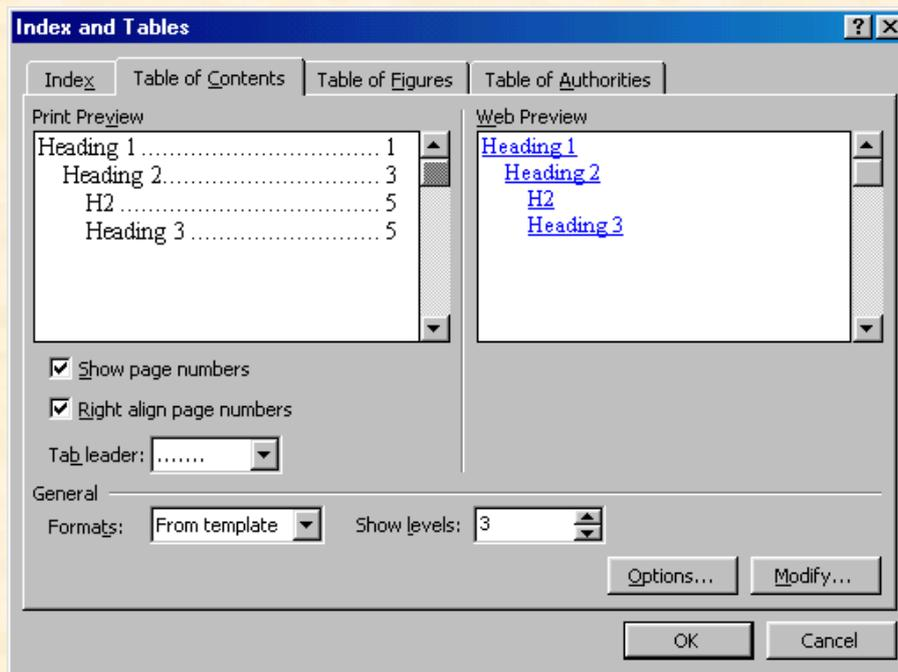 Index and Tables
Index
Table of Contents
Table of Figures
Table of Authorities
Print Preview
Heading 1 ................................ 1
Heading 2............................. 3
H2 .................................... 5
Heading 3 ......................... 5
Web Preview
Heading 1
Heading 2
H2
Heading 3
Show page numbers
Right align page numbers
Tab leader: .......
General
Formats: From template Show levels: 3
Options... Modify...
OK Cancel